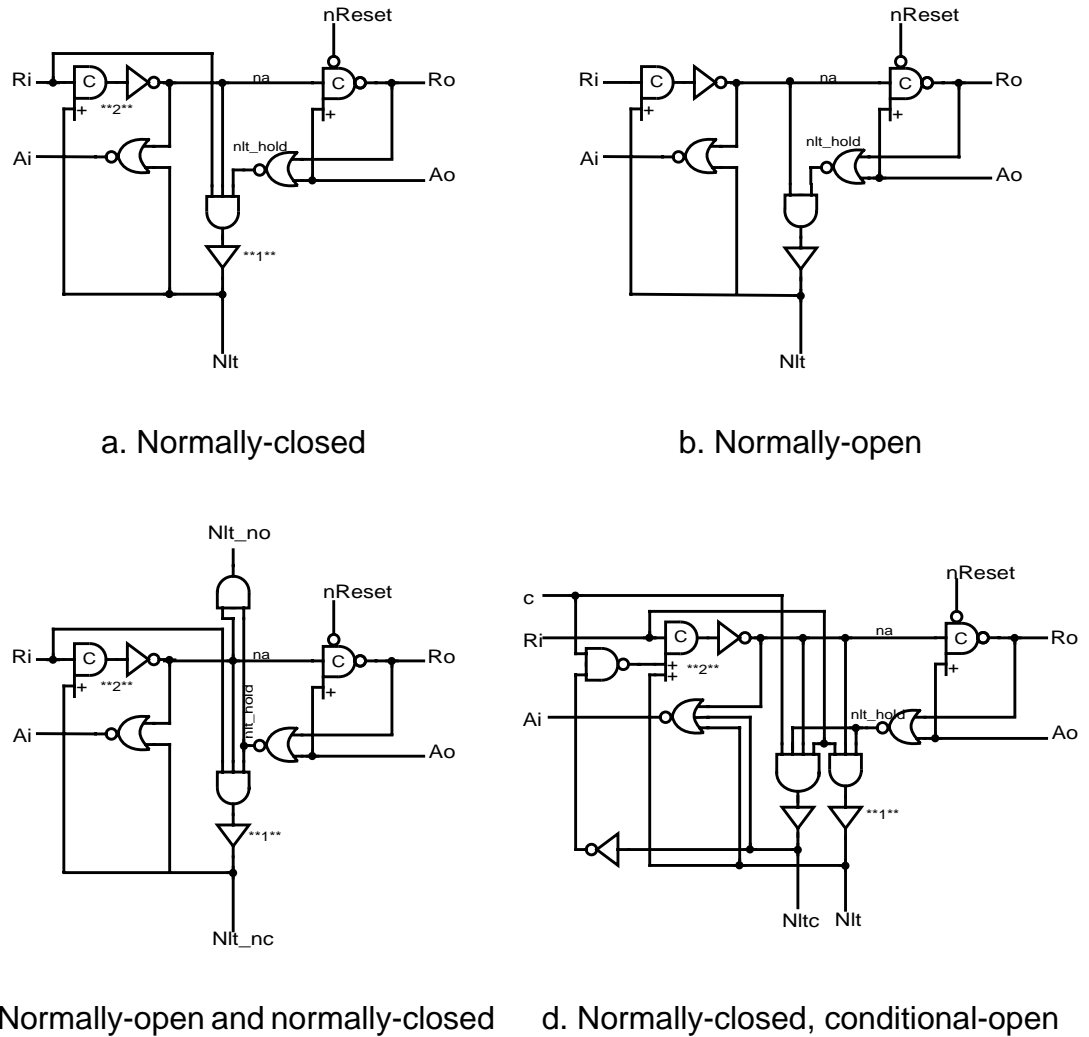 nReset
Ri
C
+
**2**
na
C
+
Ro
Ai
nlt_hold
Ao
**1**
Nlt
a. Normally-closed
nReset
Ri
C
+
na
C
+
Ro
Ai
nlt_hold
Ao
Nlt
b. Normally-open
Nlt_no
nReset
Ri
C
+
**2**
na
C
+
Ro
Ai
nlt_hold
Ao
**1**
Nlt_nc
Normally-open and normally-closed
nReset
c
Ri
C
+
+
**2**
na
C
+
Ro
Ai
nlt_hold
Ao
**1**
Nltc
Nlt
d. Normally-closed, conditional-open